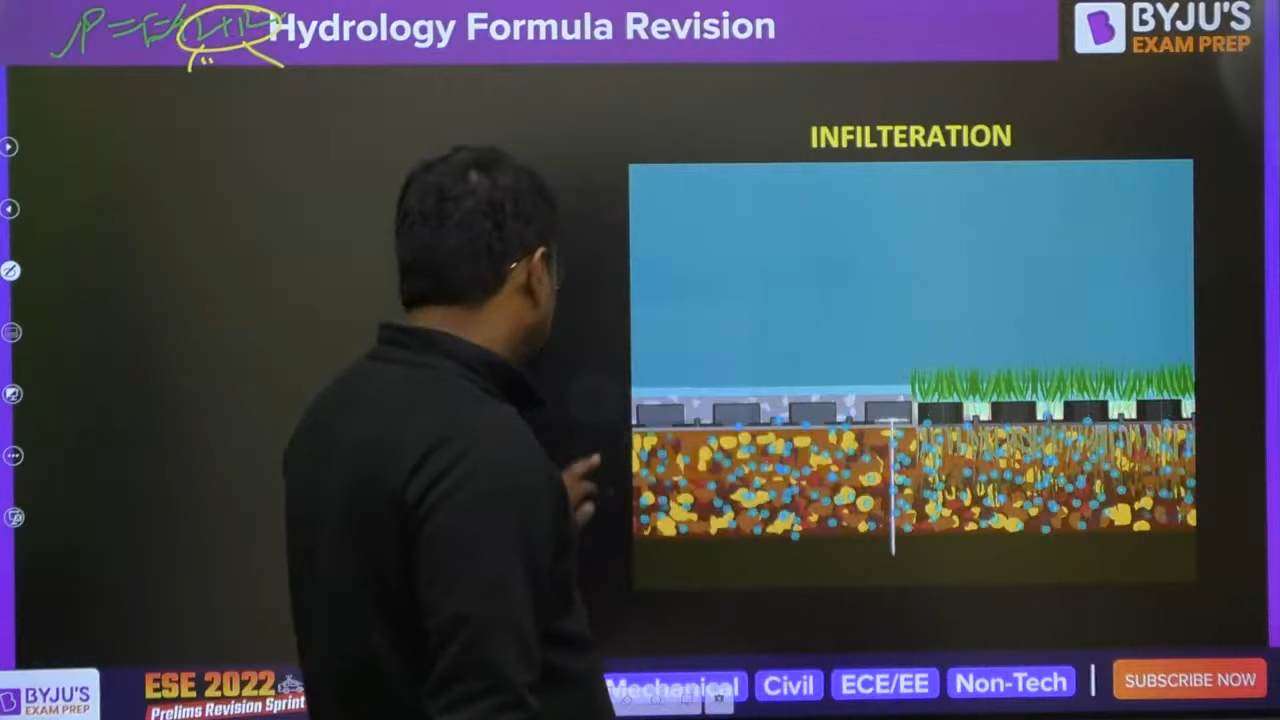 Hydrology Formula Revision
BYJU'S
EXAM PREP
INFILTERATION
BYJU'S
EXAM PREP
ESE 2022
Prelims Revision Sprint
Mechanical
Civil
ECE/EE
Non-Tech
SUBSCRIBE NOW